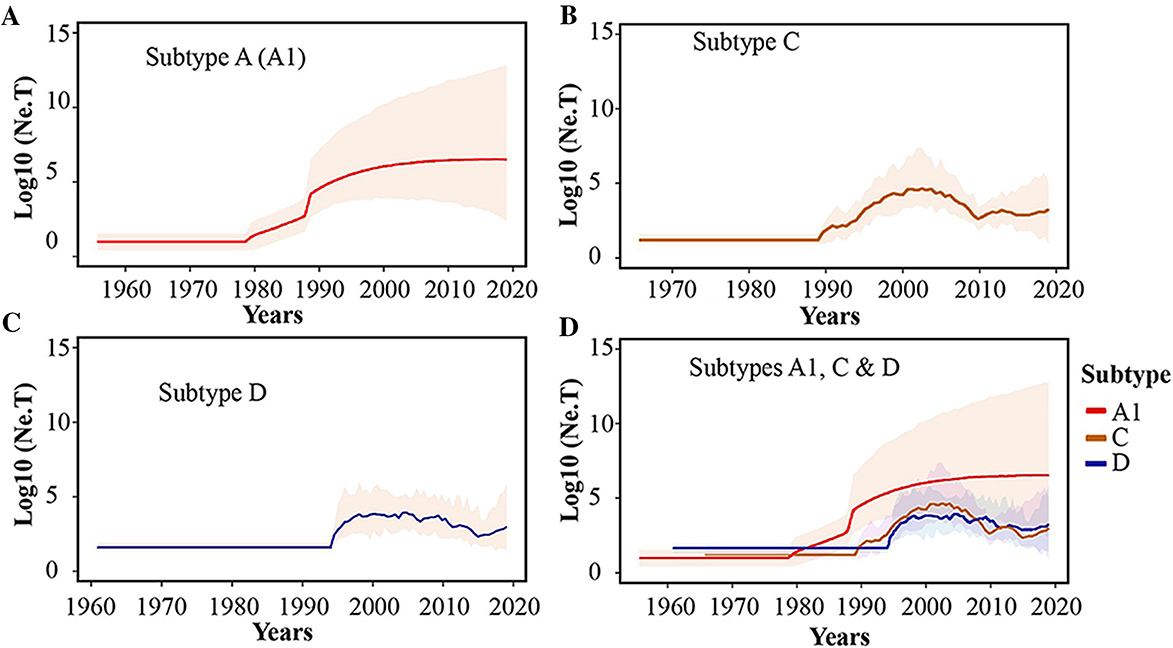 A
Subtype A (A1)
15
10
5
0
Log10 (Ne.T)
1960 1970 1980 1990 2000 2010 2020
Years
B
Subtype C
15
10
5
0
Log10 (Ne.T)
1970 1980 1990 2000 2010 2020
Years
C
Subtype D
15
10
5
0
Log10 (Ne.T)
1960 1970 1980 1990 2000 2010 2020
Years
D
Subtypes A1, C & D
15
10
5
0
Log10 (Ne.T)
1960 1970 1980 1990 2000 2010 2020
Years
Subtype
A1
C
D